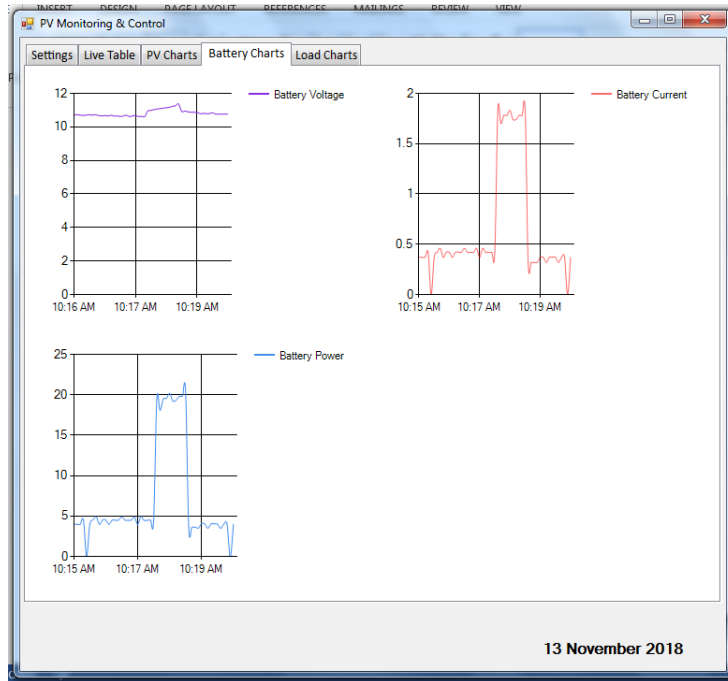 INSERT DESIGN PAGE LAYOUT REFERENCES MAILINGS REVIEW VIEW
PV Monitoring & Control
Settings Live Table PV Charts Battery Charts Load Charts
Battery Voltage
12
10
8
6
4
2
0
10:16 AM 10:17 AM 10:19 AM
Battery Current
2
1.5
1
0.5
0
10:15 AM 10:17 AM 10:19 AM
Battery Power
25
20
15
10
5
0
10:15 AM 10:17 AM 10:19 AM
13 November 2018